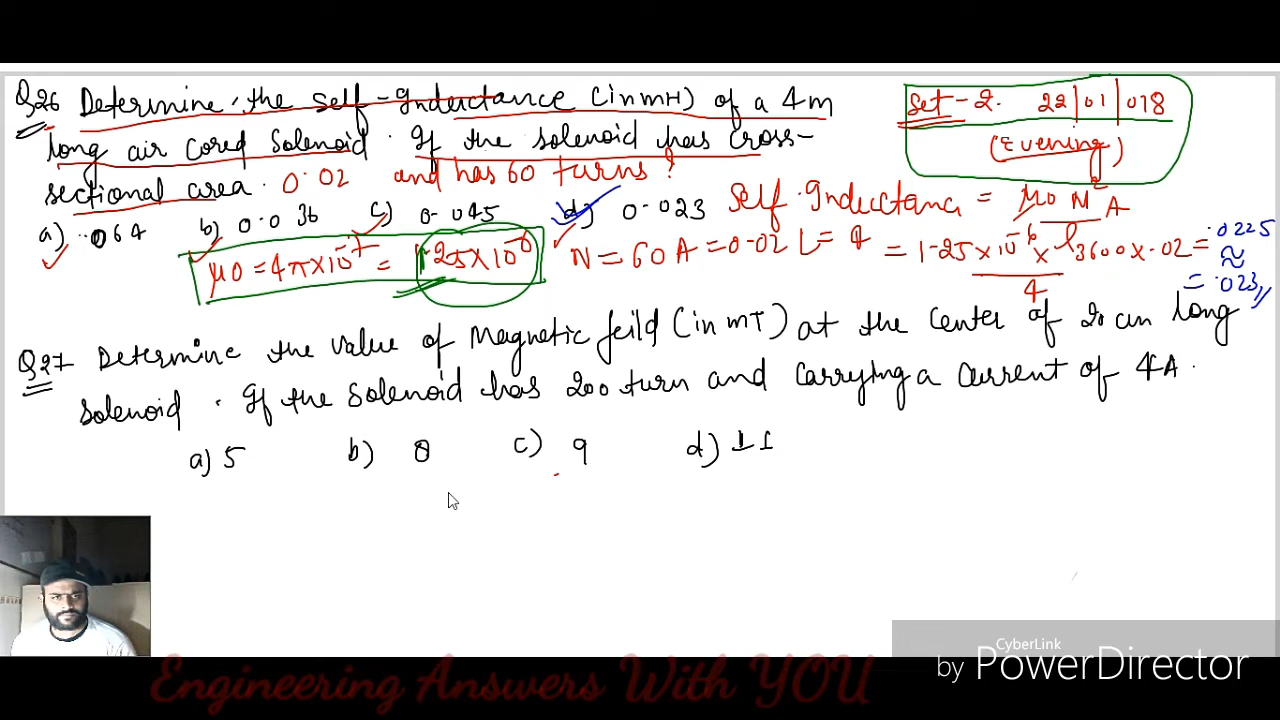 Q26 Determine the self-Inductance (in mH) of a 4m
long air cored Solenoid. If the solenoid has cross-
sectional area 0.02 and has 60 turns?
a) .064 b) 0.036 c) 0.045 d) 0.023
Set-2. 22|01|018
(Evening)
Self Inductance = μ0 N² A
l
μ0 = 4π×10⁻⁷ = 1.25×10⁻⁶
N = 60 A = 0.02 L = 4
= 1.25×10⁻⁶ × 3600×.02 = .0225
4
≈
= .023
Q27 Determine the value of Magnetic feild (in mT) at the center of 20 cm long
Solenoid. If the Solenoid has 200 turn and carrying a current of 4A.
a) 5 b) 8 c) 9 d) 11
CyberLink
by PowerDirector
Engineering Answers With YOU